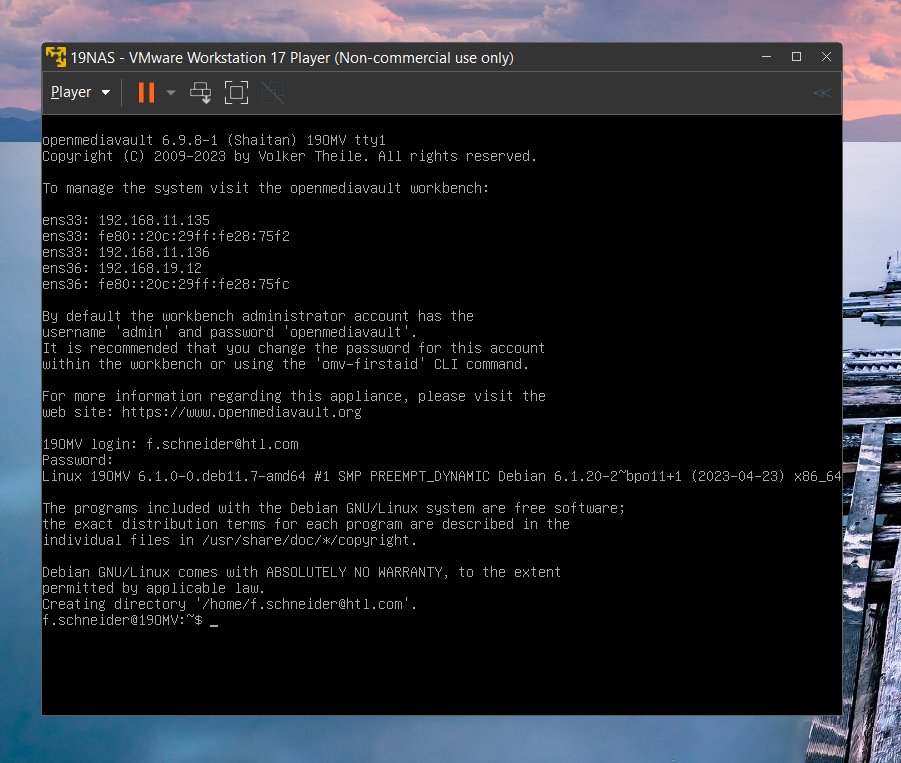 19NAS - VMware Workstation 17 Player (Non-commercial use only)
Player
openmediavault 6.9.8-1 (Shaitan) 19OMV tty1
Copyright (C) 2009-2023 by Volker Theile. All rights reserved.
To manage the system visit the openmediavault workbench:
ens33: 192.168.11.135
ens33: fe80::20c:29ff:fe28:75f2
ens33: 192.168.11.136
ens36: 192.168.19.12
ens36: fe80::20c:29ff:fe28:75fc
By default the workbench administrator account has the
username 'admin' and password 'openmediavault'.
It is recommended that you change the password for this account
within the workbench or using the 'omv-firstaid' CLI command.
For more information regarding this appliance, please visit the
web site: https://www.openmediavault.org
19OMV login: f.schneider@htl.com
Password:
Linux 19OMV 6.1.0-0.deb11.7-amd64 #1 SMP PREEMPT_DYNAMIC Debian 6.1.20-2~bpo11+1 (2023-04-23) x86_64
The programs included with the Debian GNU/Linux system are free software;
the exact distribution terms for each program are described in the
individual files in /usr/share/doc/*/copyright.
Debian GNU/Linux comes with ABSOLUTELY NO WARRANTY, to the extent
permitted by applicable law.
Creating directory '/home/f.schneider@htl.com'.
f.schneider@19OMV:~$ _